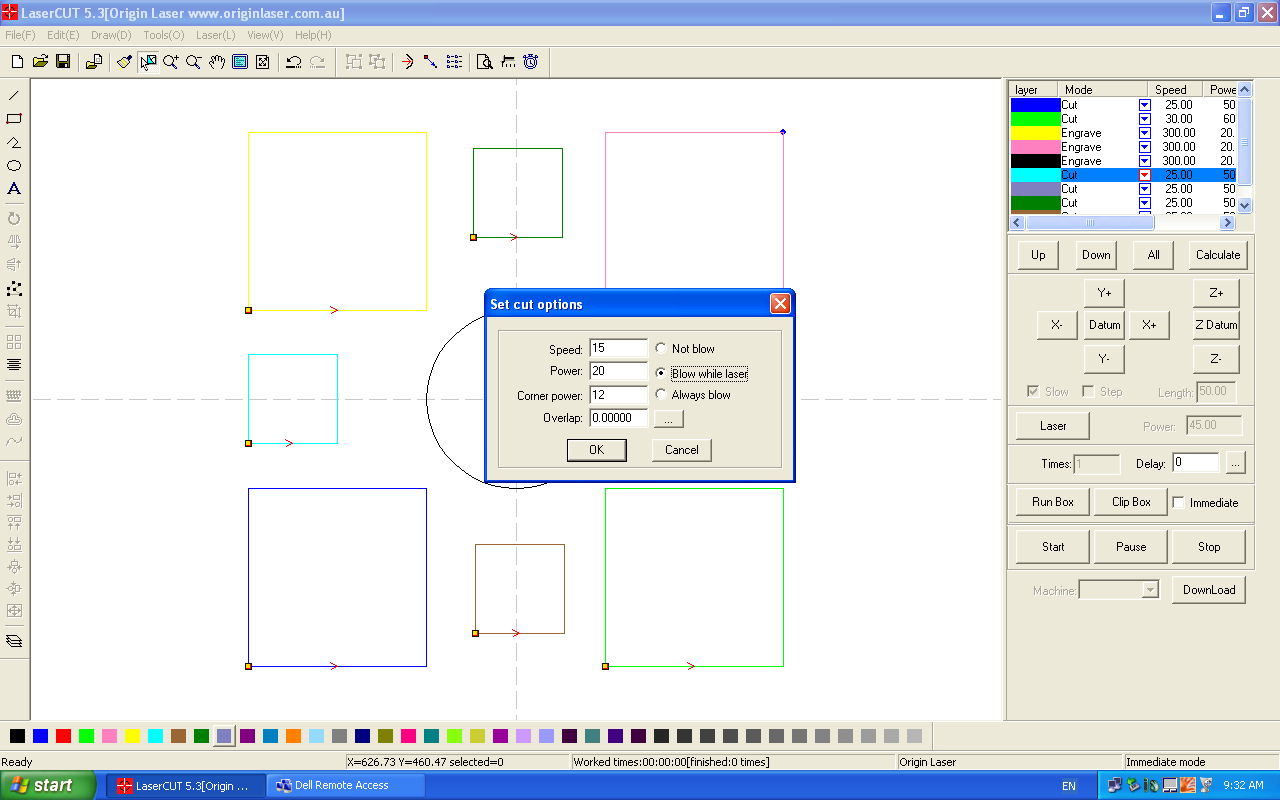 LaserCUT 5.3[Origin Laser www.originlaser.com.au]
File(F) Edit(E) Draw(D) Tools(O) Laser(L) View(V) Help(H)
layer Mode Speed Powe
Cut 25.00 50
Cut 30.00 60
Engrave 300.00 20.
Engrave 300.00 20.
Engrave 300.00 20.
Cut 25.00 50
Cut 25.00 50
Cut 25.00 50
Up Down All Calculate
Y+ Z+
X- Datum X+ Z Datum
Y- Z-
Slow Step Length: 50.00
Laser Power: 45.00
Times: 1 Delay: 0 ...
Run Box Clip Box Immediate
Start Pause Stop
Machine: DownLoad
Set cut options
Speed: 15 Not blow
Power: 20 Blow while laser
Corner power: 12 Always blow
Overlap: 0.00000 ...
OK Cancel
Ready X=626.73 Y=460.47 selected=0 Worked times:00:00:00[finished:0 times] Origin Laser Immediate mode
start LaserCUT 5.3[Origin ... Dell Remote Access EN 9:32 AM